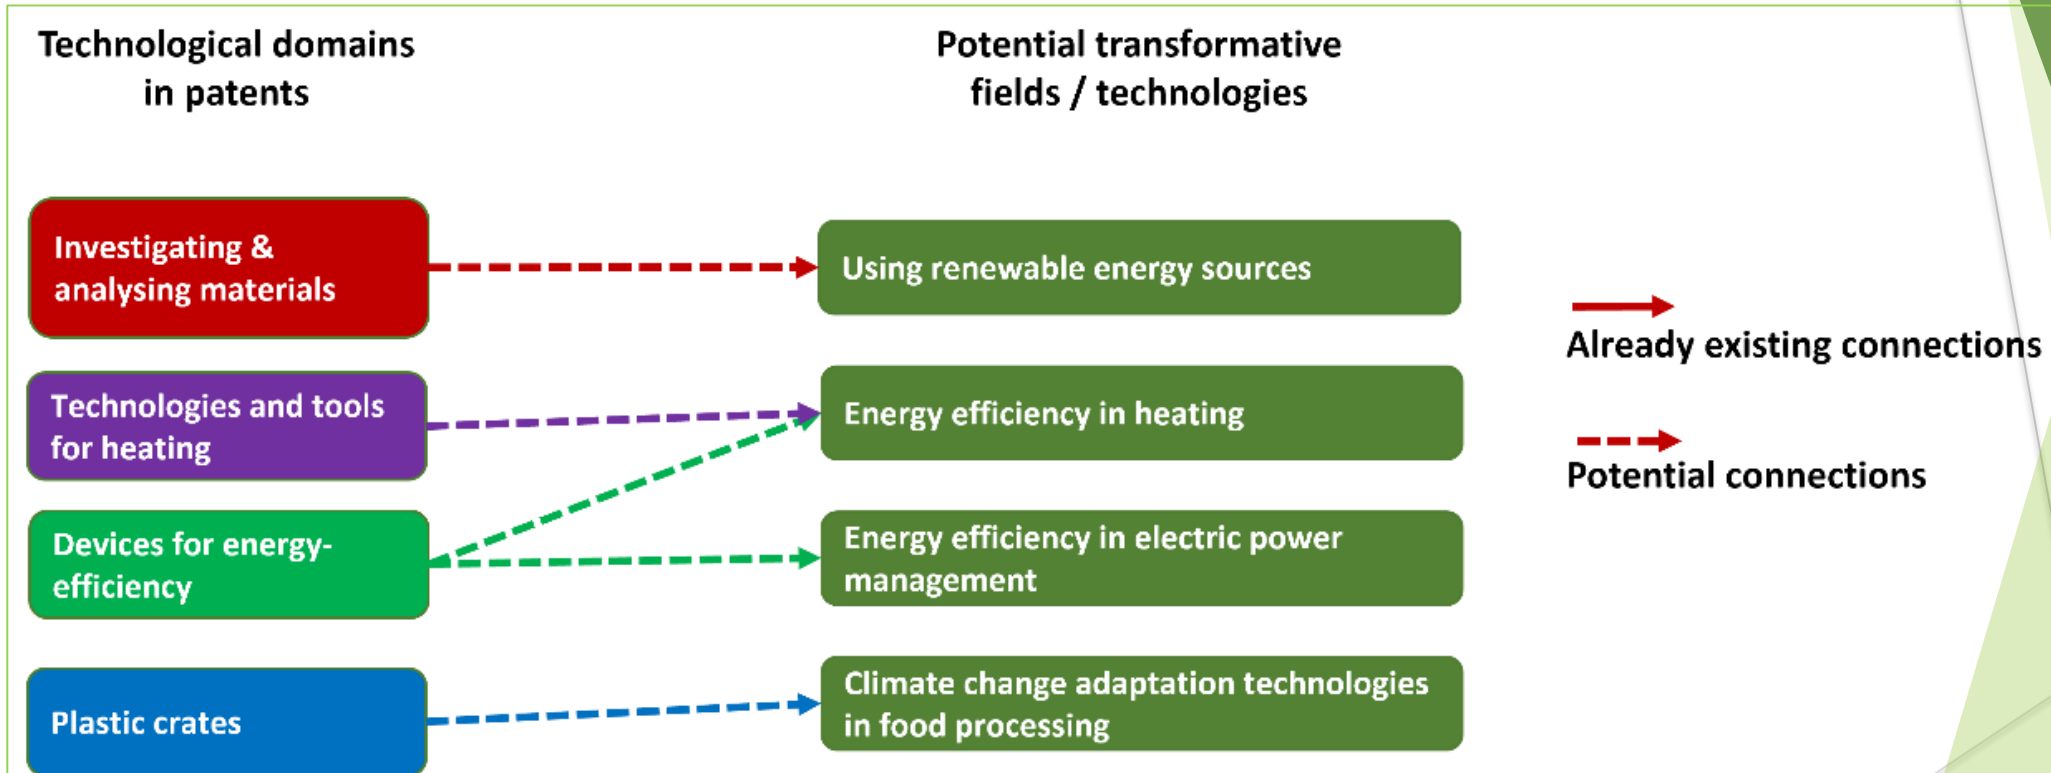 Technological domains
in patents
Potential transformative
fields / technologies
Investigating &
analysing materials
Using renewable energy sources
Already existing connections
Technologies and tools
for heating
Energy efficiency in heating
Potential connections
Devices for energy-
efficiency
Energy efficiency in electric power
management
Plastic crates
Climate change adaptation technologies
in food processing